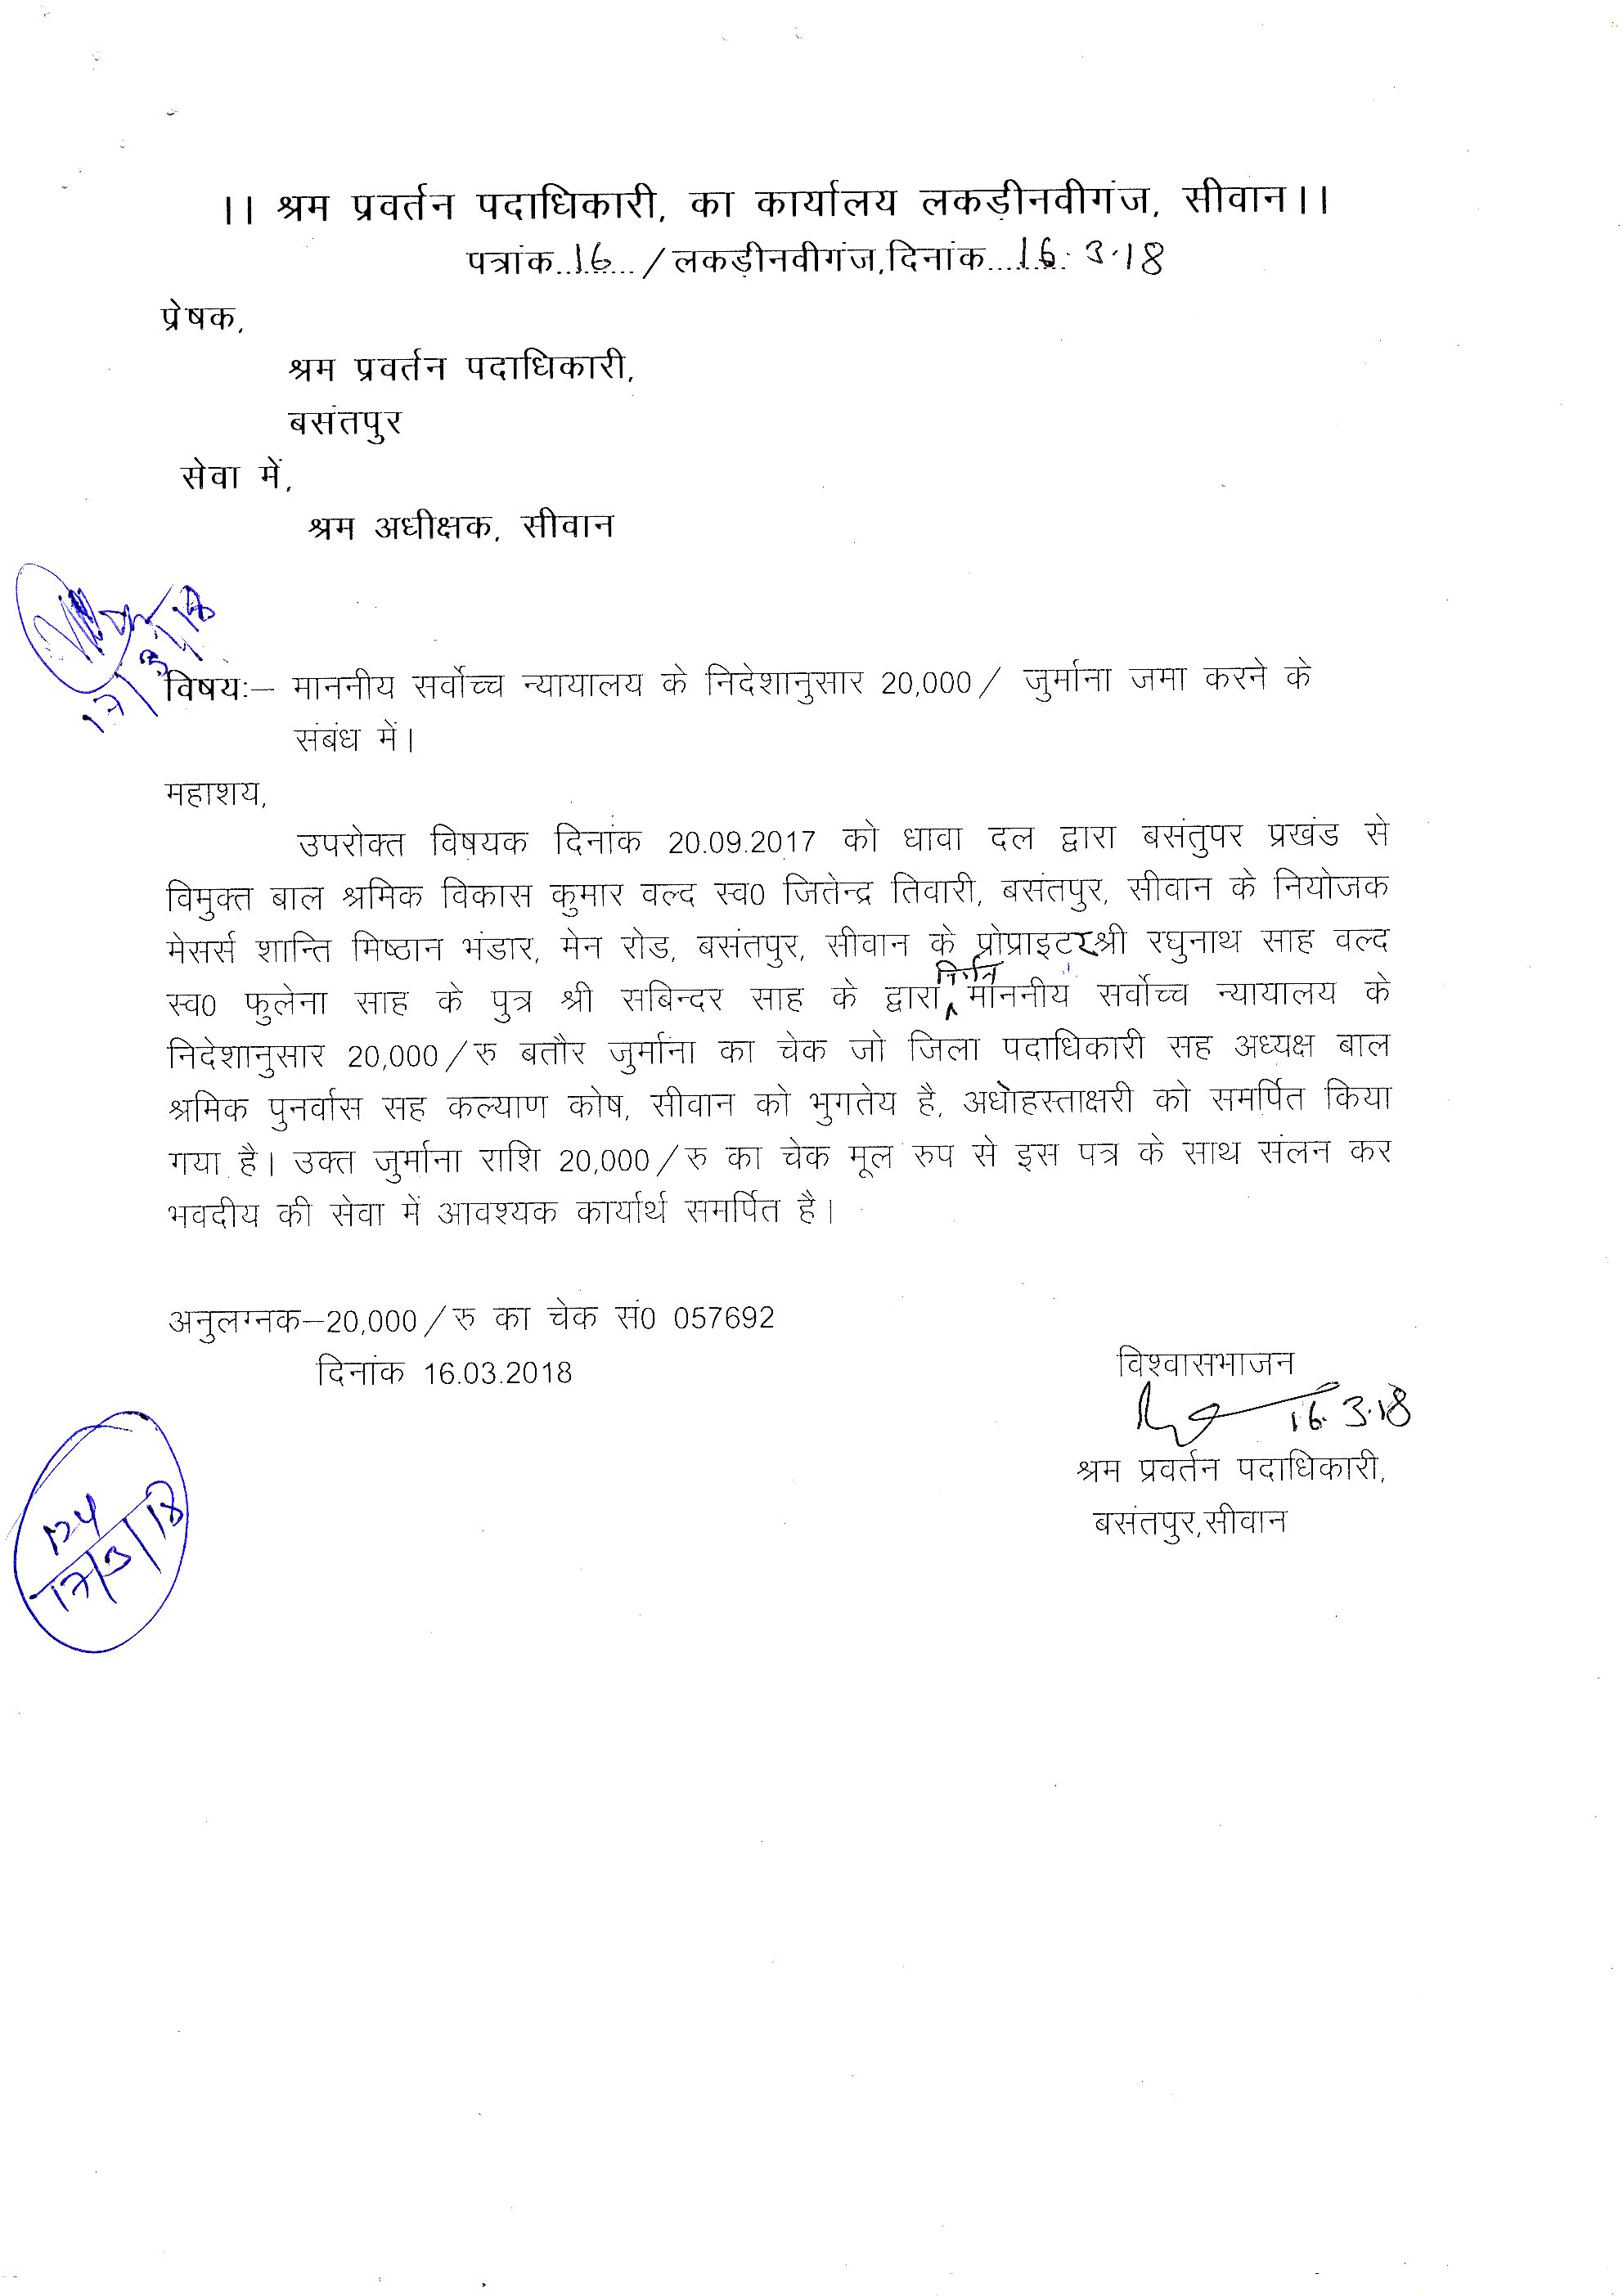 ।। श्रम प्रवर्तन पदाधिकारी, का कार्यालय लकड़ीनवीगंज, सीवान।।
पत्रांक..16.../लकड़ीनवीगंज,दिनांक....16.3.18
प्रेषक,
श्रम प्रवर्तन पदाधिकारी,
बसंतपुर
सेवा में,
श्रम अधीक्षक, सीवान
17/3/18
विषयः– माननीय सर्वोच्च न्यायालय के निदेशानुसार 20,000/ जुर्माना जमा करने के
संबंध में।
महाशय,
उपरोक्त विषयक दिनांक 20.09.2017 को धावा दल द्वारा बसंतुपर प्रखंड से
विमुक्त बाल श्रमिक विकास कुमार वल्द स्व0 जितेन्द्र तिवारी, बसंतपुर, सीवान के नियोजक
मेसर्स शान्ति मिष्ठान भंडार, मेन रोड, बसंतपुर, सीवान के प्रोप्राइटर श्री रघुनाथ साह वल्द
स्व0 फुलेना साह के पुत्र श्री सबिन्दर साह के द्वारा माननीय सर्वोच्च न्यायालय के
निदेशानुसार 20,000/रु बतौर जुर्माना का चेक जो जिला पदाधिकारी सह अध्यक्ष बाल
श्रमिक पुनर्वास सह कल्याण कोष, सीवान को भुगतेय है, अधोहस्ताक्षरी को समर्पित किया
गया है। उक्त जुर्माना राशि 20,000/रु का चेक मूल रुप से इस पत्र के साथ संलन कर
भवदीय की सेवा में आवश्यक कार्यार्थ समर्पित है।
अनुलग्नक–20,000/रु का चेक सं0 057692
दिनांक 16.03.2018
विश्वासभाजन
16.3.18
श्रम प्रवर्तन पदाधिकारी,
बसंतपुर,सीवान
17/3/18